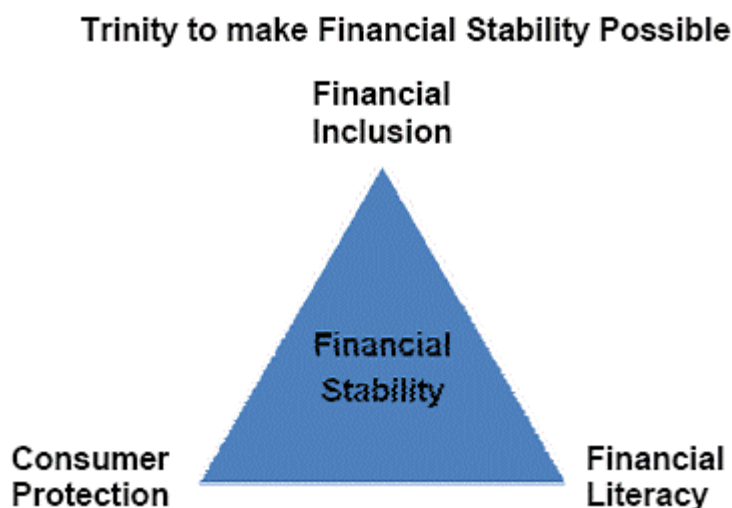 Trinity to make Financial Stability Possible
Financial
Inclusion
Financial
Stability
Consumer
Protection
Financial
Literacy